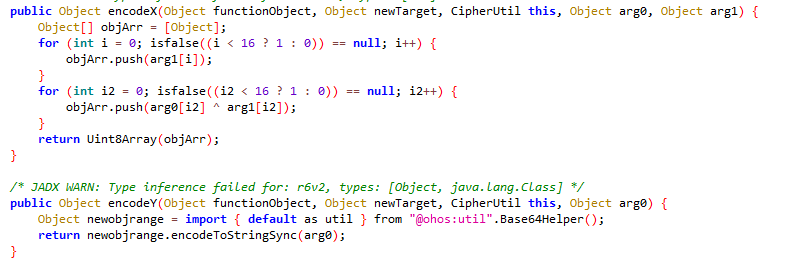 public Object encodeX(Object functionObject, Object newTarget, CipherUtil this, Object arg0, Object arg1) {
    Object[] objArr = [Object];
    for (int i = 0; isfalse((i < 16 ? 1 : 0)) == null; i++) {
        objArr.push(arg1[i]);
    }
    for (int i2 = 0; isfalse((i2 < 16 ? 1 : 0)) == null; i2++) {
        objArr.push(arg0[i2] ^ arg1[i2]);
    }
    return Uint8Array(objArr);
}
/* JADX WARN: Type inference failed for: r6v2, types: [Object, java.lang.Class] */
public Object encodeY(Object functionObject, Object newTarget, CipherUtil this, Object arg0) {
    Object newobjrange = import { default as util } from "@ohos:util".Base64Helper();
    return newobjrange.encodeToStringSync(arg0);
}